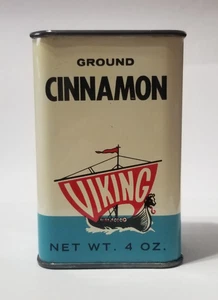 GROUND
CINNAMON
VIKING
NET WT. 4 OZ.